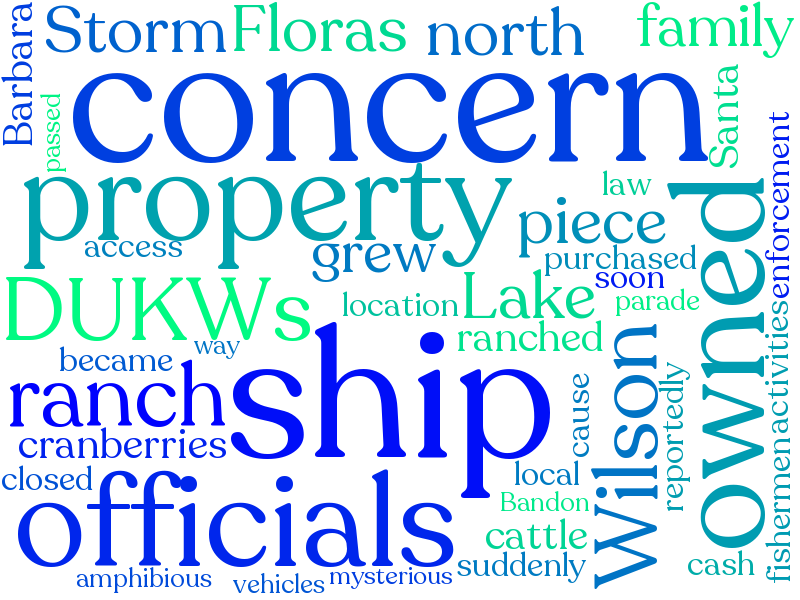 Barbara
Storm
Floras
north
family
concern
passed
Santa
property
law
enforcement
access
grew
piece
purchased
owned
soon
DUKWs
location
Lake
parade
ranched
way
became
ranch
ship
Wilson
cause
reportedly
activities
cranberries
closed
local
officials
Bandon
cattle
fishermen
suddenly
cash
amphibious
vehicles
mysterious